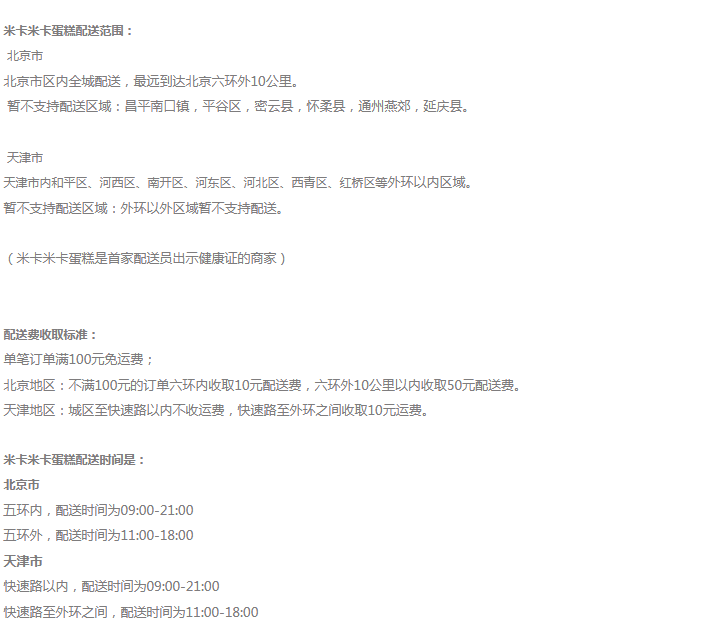 米卡米卡蛋糕配送范围：
北京市
北京市区内全城配送，最远到达北京六环外10公里。
暂不支持配送区域：昌平南口镇，平谷区，密云县，怀柔县，通州燕郊，延庆县。
天津市
天津市内和平区、河西区、南开区、河东区、河北区、西青区、红桥区等外环以内区域。
暂不支持配送区域：外环以外区域暂不支持配送。
（米卡米卡蛋糕是首家配送员出示健康证的商家）
配送费收取标准：
单笔订单满100元免运费；
北京地区：不满100元的订单六环内收取10元配送费，六环外10公里以内收取50元配送费。
天津地区：城区至快速路以内不收运费，快速路至外环之间收取10元运费。
米卡米卡蛋糕配送时间是：
北京市
五环内，配送时间为09:00-21:00
五环外，配送时间为11:00-18:00
天津市
快速路以内，配送时间为09:00-21:00
快速路至外环之间，配送时间为11:00-18:00